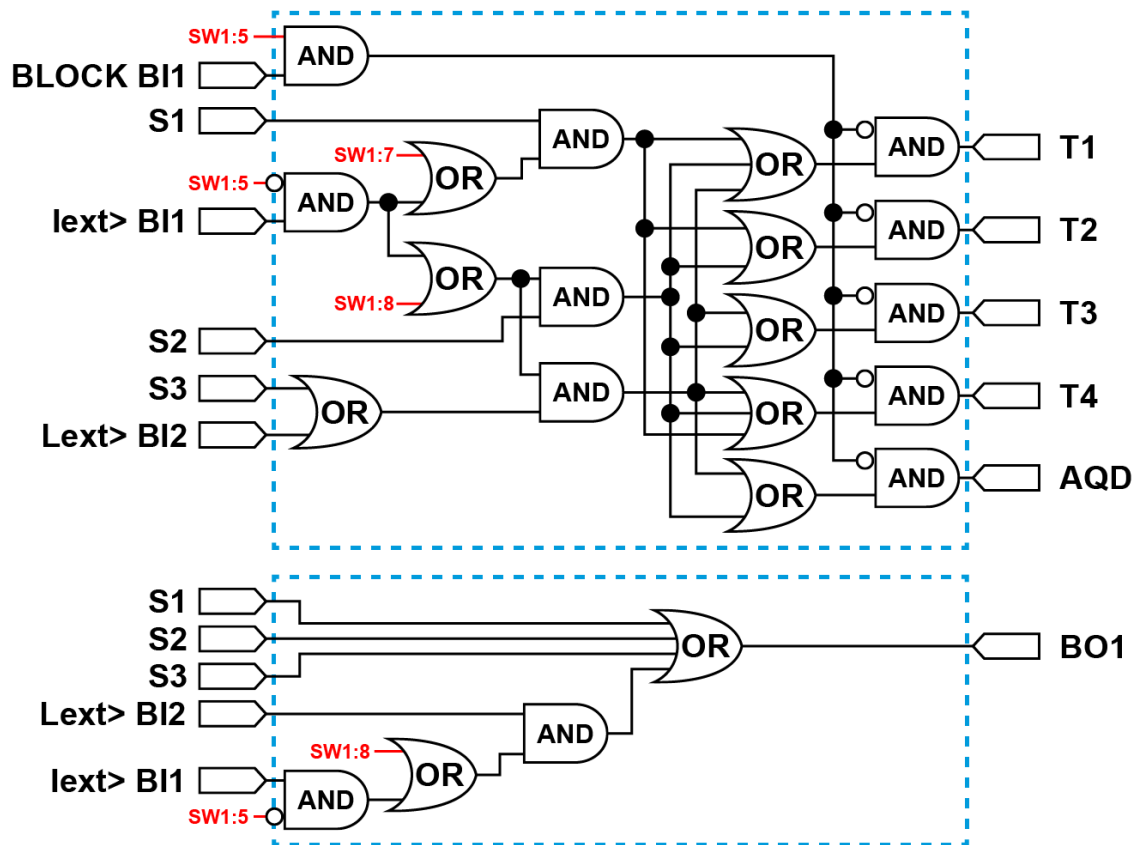 SW1:5
AND
BLOCK BI1
S1
AND
AND
T1
SW1:7
OR
OR
SW1:5
AND
Iext> BI1
AND
T2
OR
OR
SW1:8
AND
AND
T3
OR
S2
S3
AND
AND
T4
OR
OR
Lext> BI2
AND
AQD
OR
S1
S2
OR
BO1
S3
Lext> BI2
AND
SW1:8
OR
Iext> BI1
AND
SW1:5